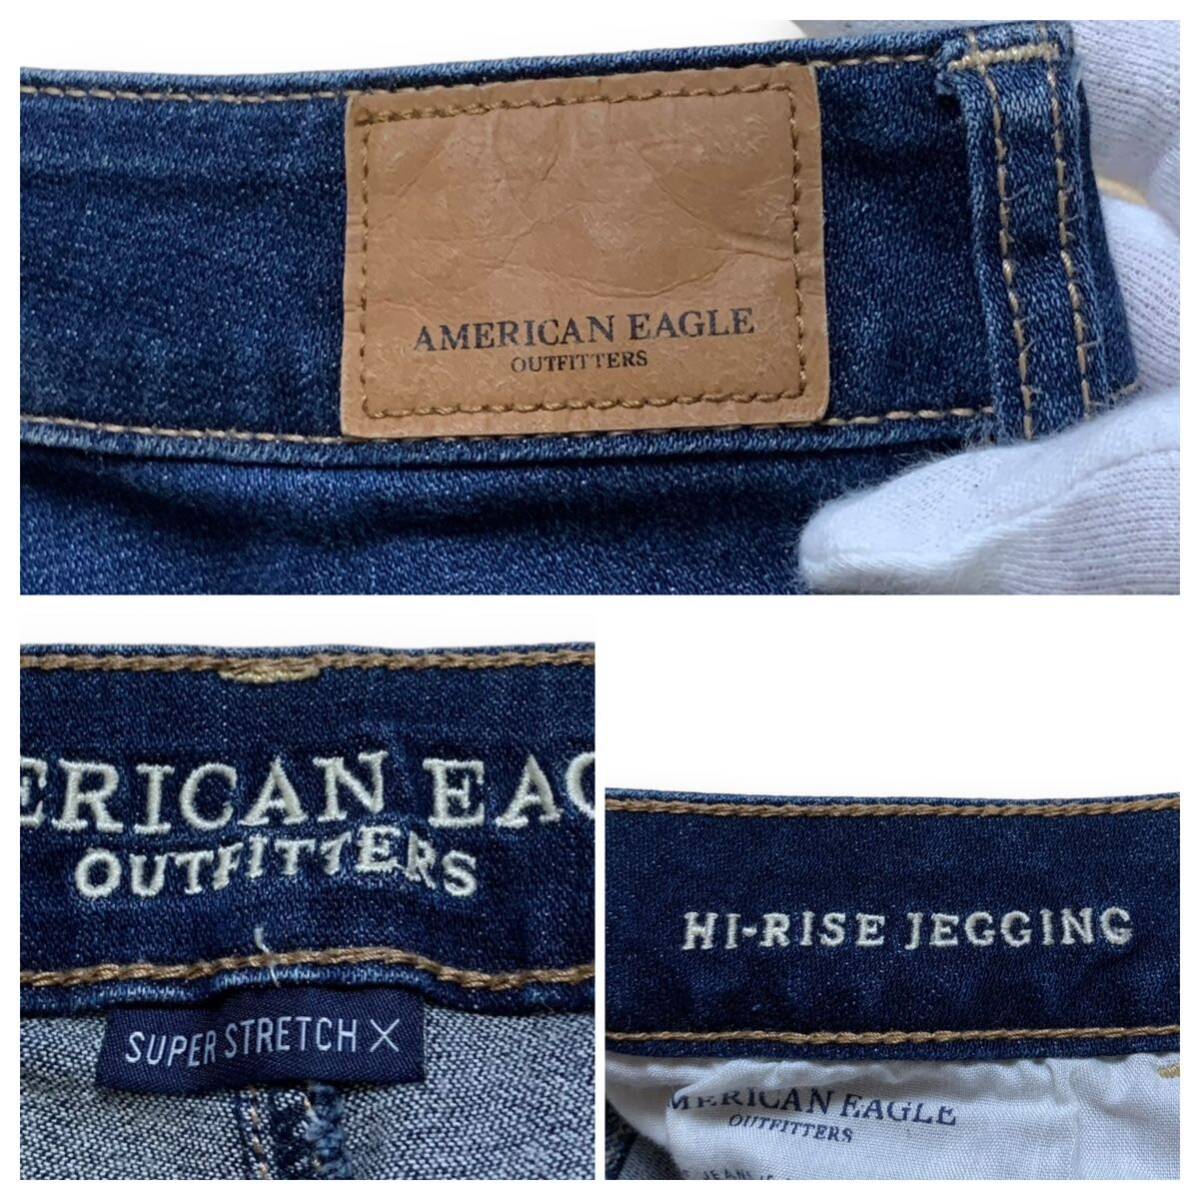 AMERICAN EAGLE
OUTFITTERS
ERICAN EAG
OUTFITTERS
SUPER STRETCH X
HI-RISE JEGGING
MERICAN EAGLE
OUTFITTERS